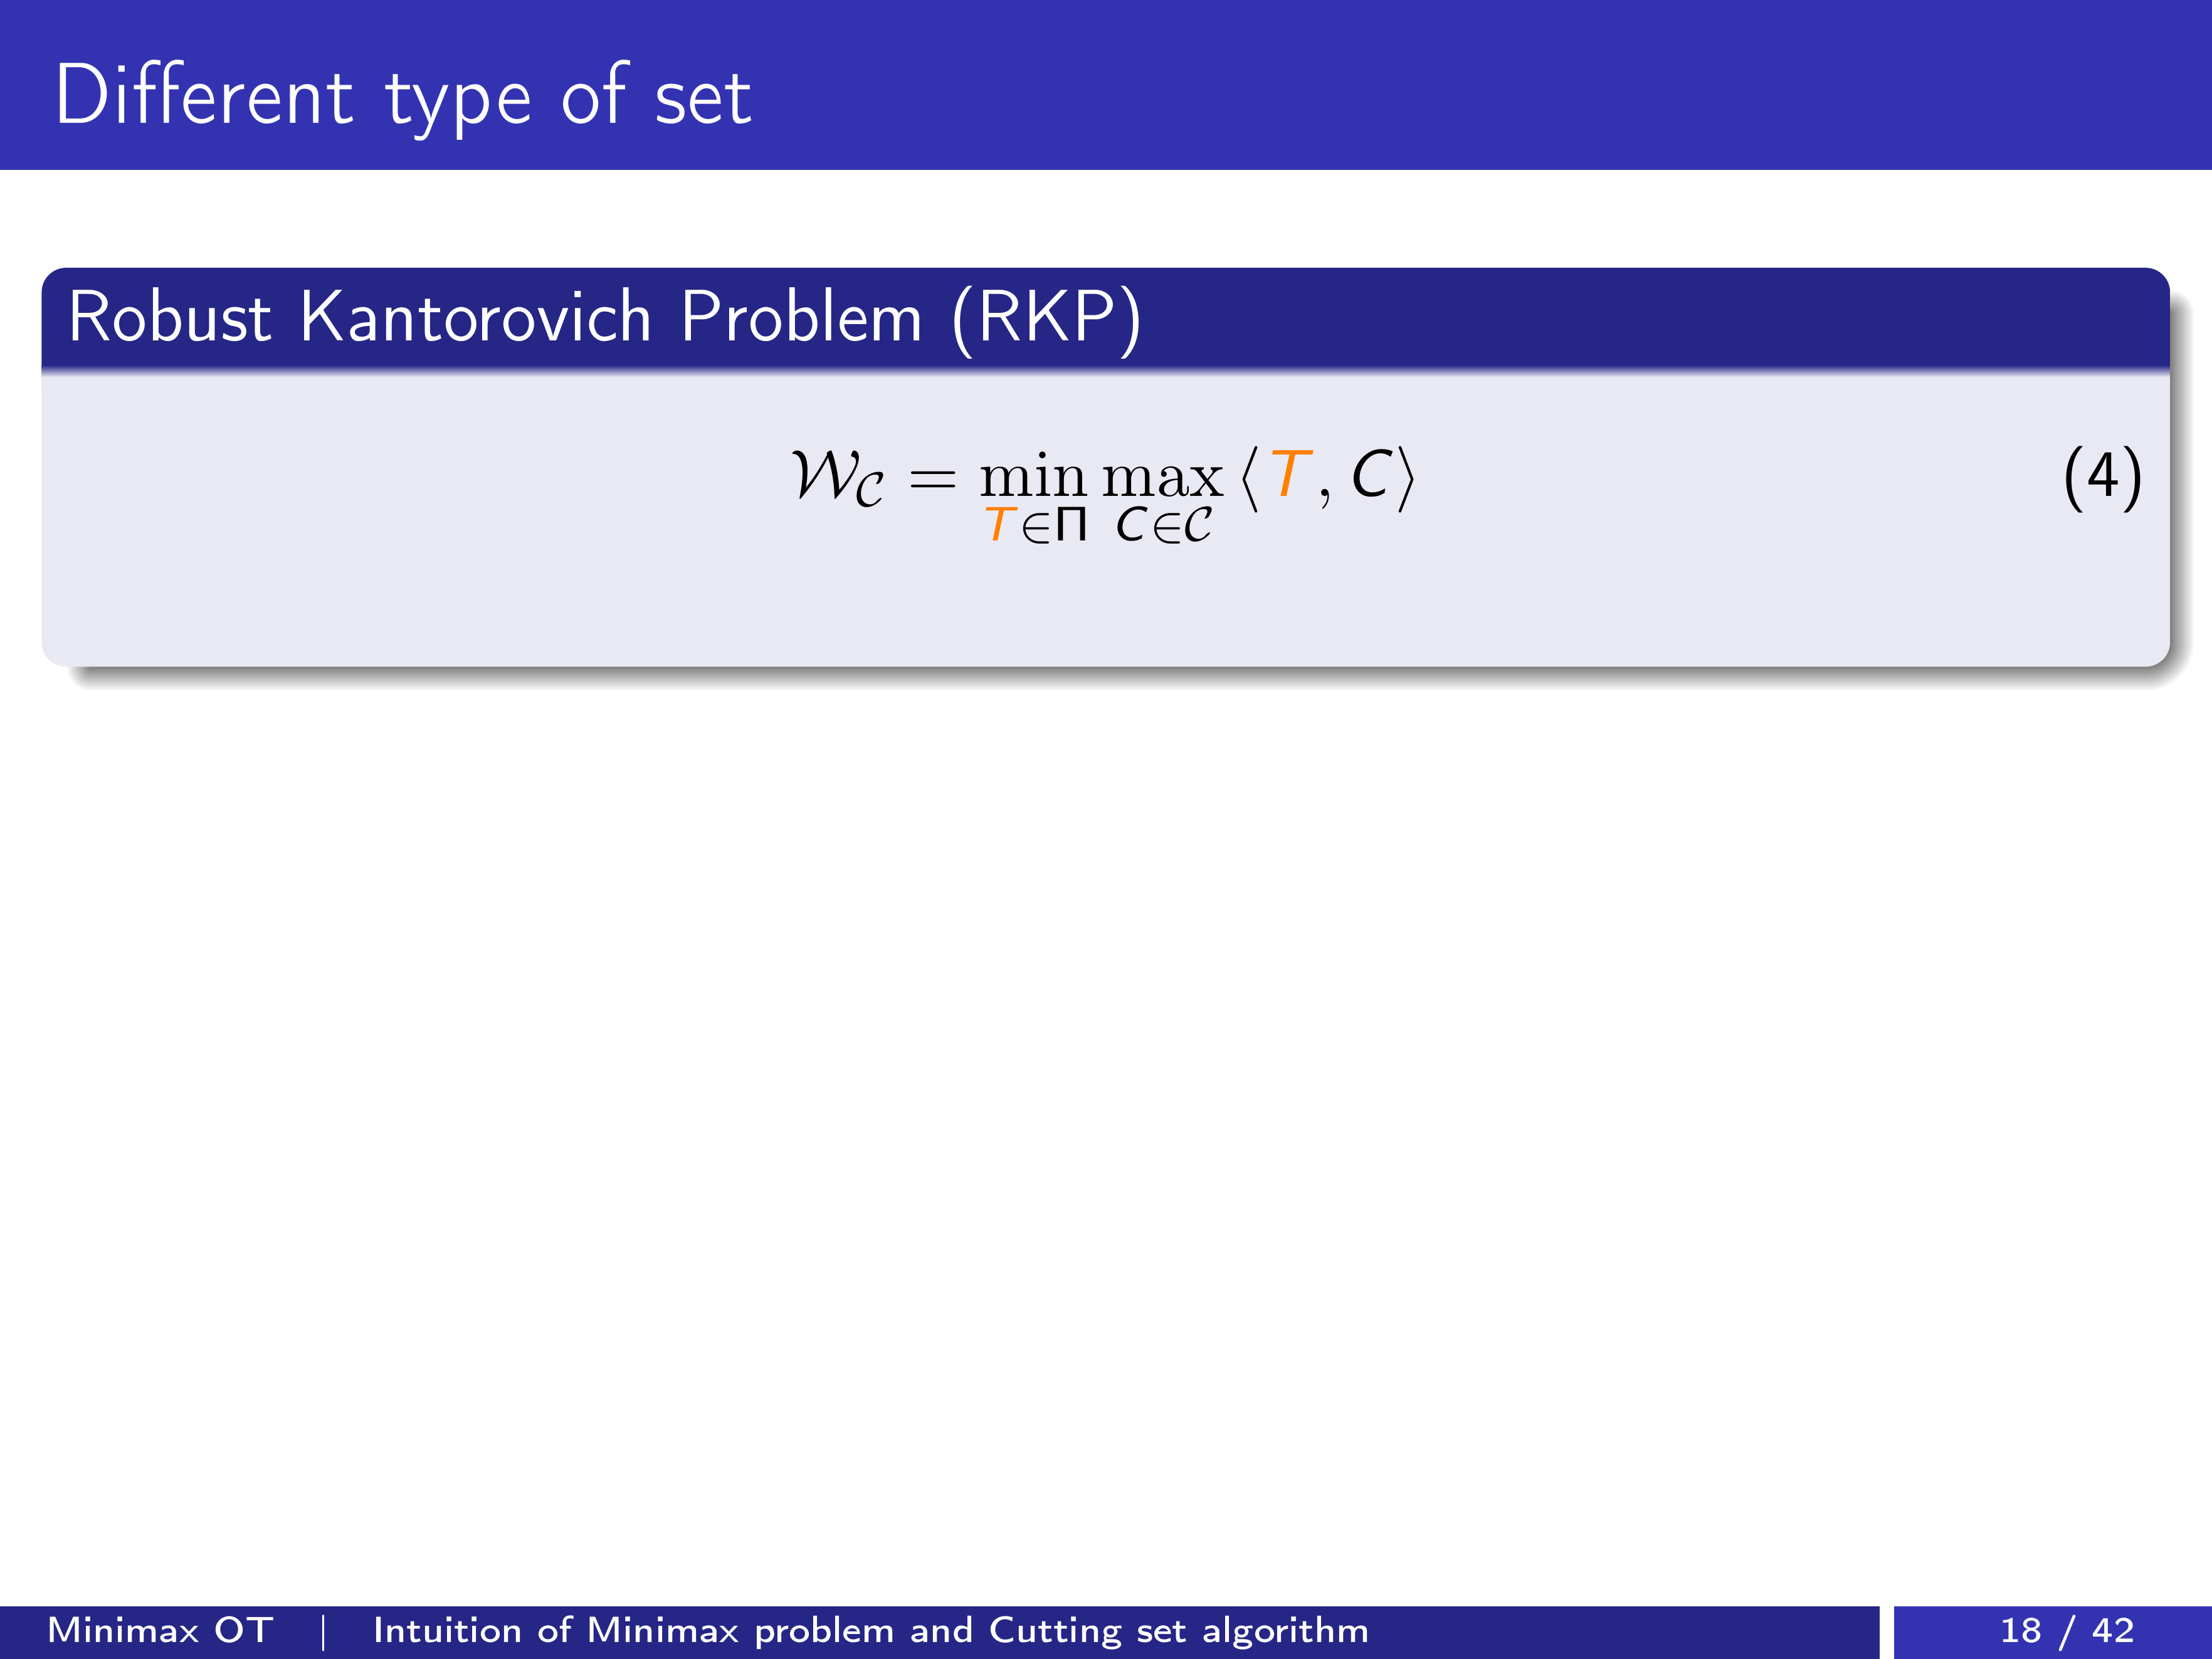 Different type of set
Robust Kantorovich Problem (RKP)
$\mathcal{W}_{\mathcal{C}} = \min_{T \in \Pi} \max_{C \in \mathcal{C}} \langle T, C \rangle$ (4)
Minimax OT | Intuition of Minimax problem and Cutting set algorithm 18 / 42